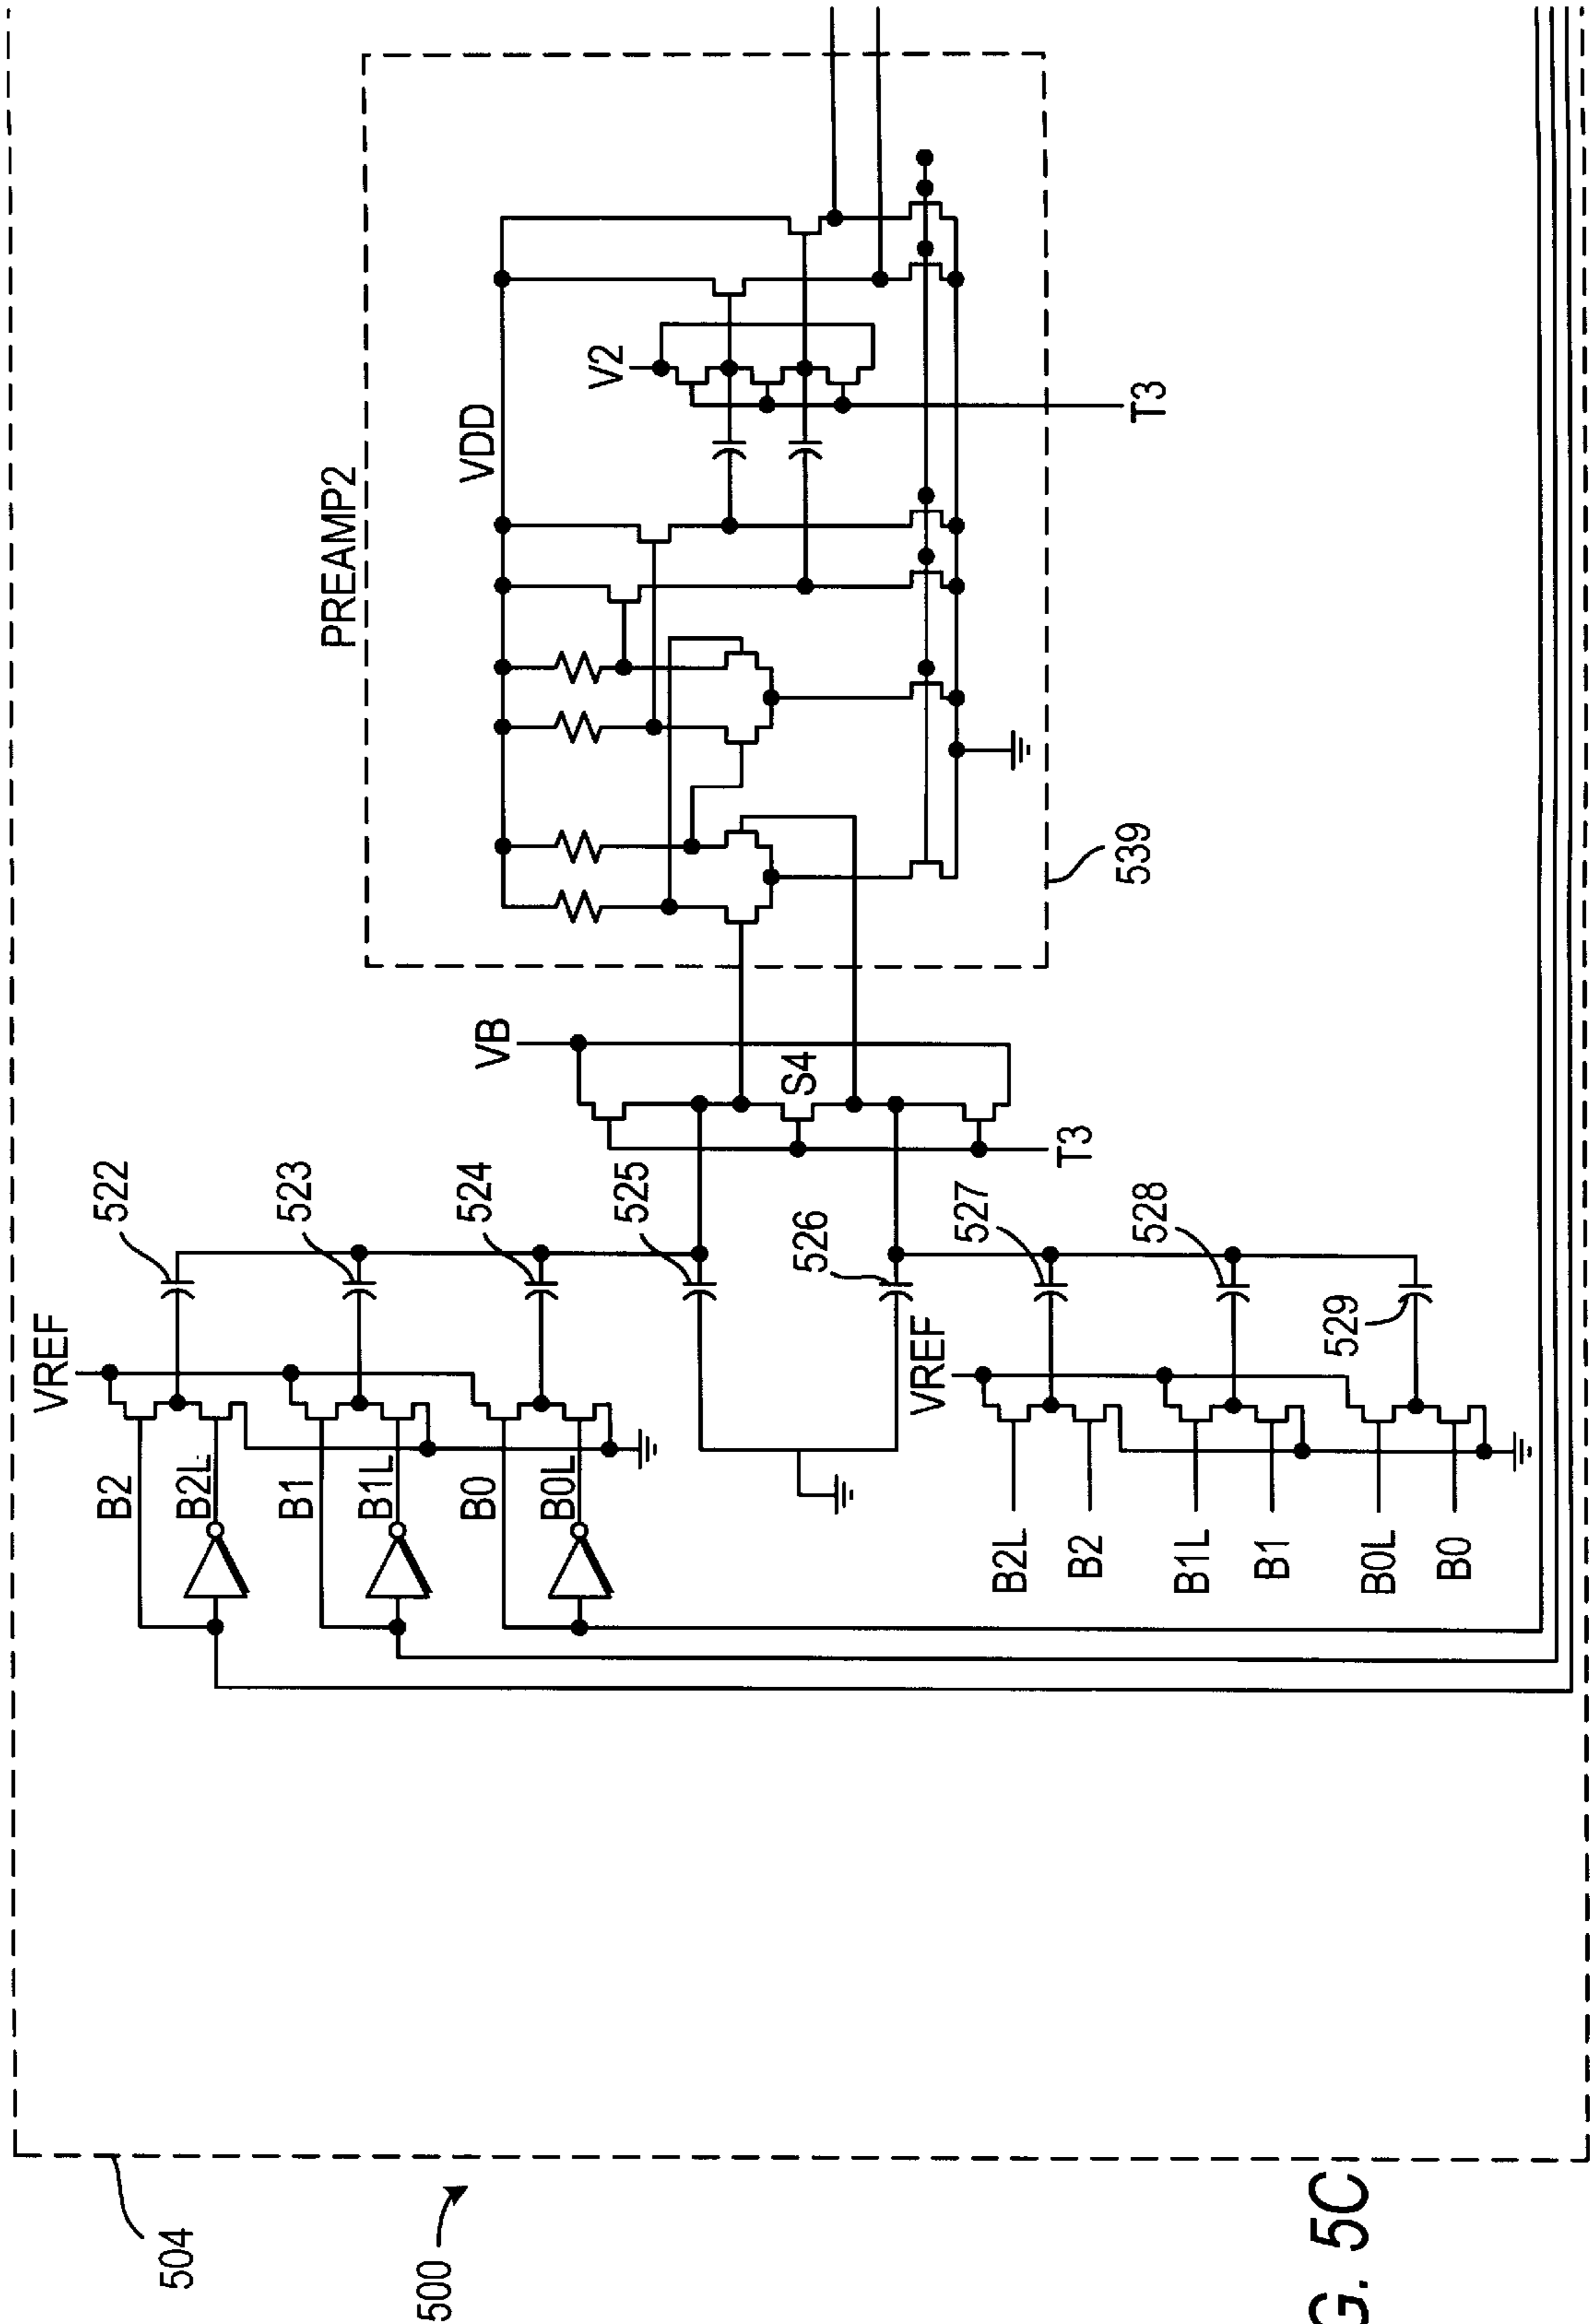 504
500
G. 5C
VREF
522
B2
B2L
523
B1
B1L
524
B0
B0L
525
526
VREF
527
B2L
B2
528
B1L
B1
529
B0L
B0
VB
S4
T3
PREAMP2
VDD
V2
T3
539